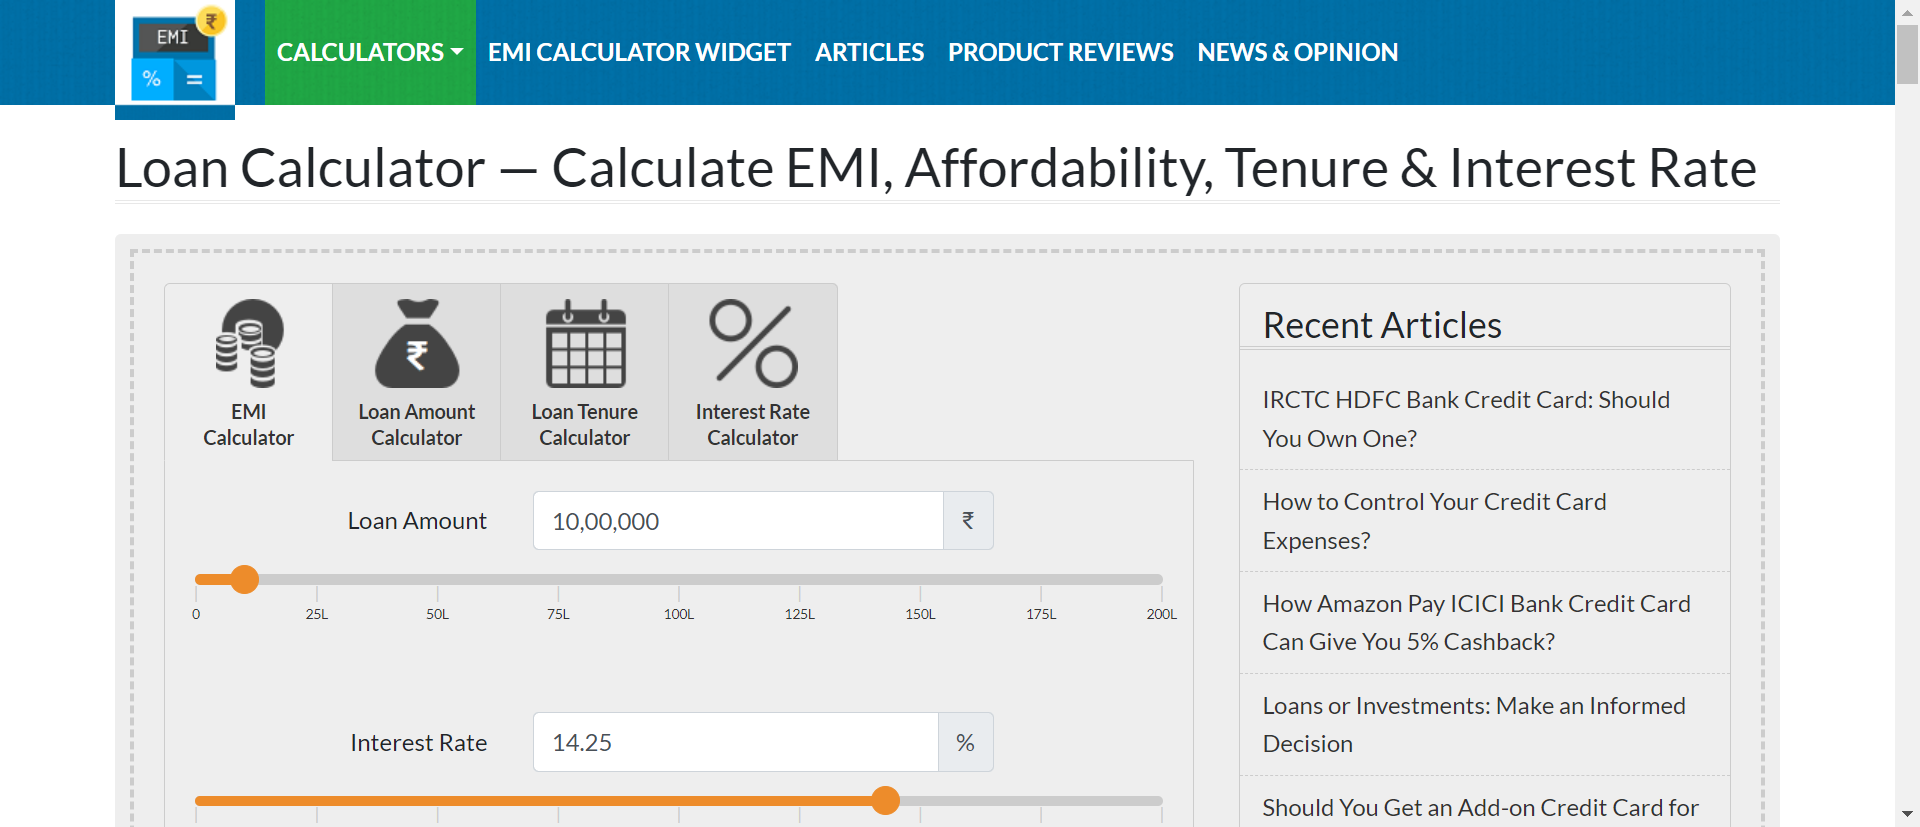 EMI
₹
%
=
CALCULATORS
EMI CALCULATOR WIDGET
ARTICLES
PRODUCT REVIEWS
NEWS & OPINION
Loan Calculator — Calculate EMI, Affordability, Tenure & Interest Rate
EMI
Calculator
₹
Loan Amount
Calculator
Loan Tenure
Calculator
Interest Rate
Calculator
Loan Amount
10,00,000
₹
0
25L
50L
75L
100L
125L
150L
175L
200L
Interest Rate
14.25
%
Recent Articles
IRCTC HDFC Bank Credit Card: Should
You Own One?
How to Control Your Credit Card
Expenses?
How Amazon Pay ICICI Bank Credit Card
Can Give You 5% Cashback?
Loans or Investments: Make an Informed
Decision
Should You Get an Add-on Credit Card for